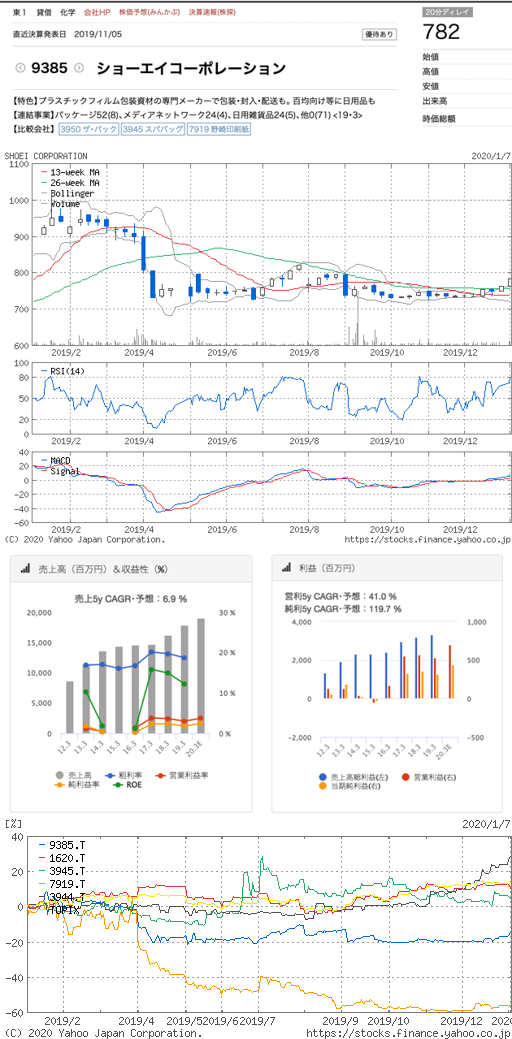 東1 貸借 化学 会社HP 株価予想(みんかぶ) 決算速報(株探)
20分ディレイ
直近決算発表日 2019/11/05
優待あり
782
9385 ショーエイコーポレーション
始値
高値
安値
出来高
時価総額
【特色】プラスチックフィルム包装資材の専門メーカーで包装・封入・配送も。百均向け等に日用品も
【連結事業】パッケージ52(8)、メディアネットワーク24(4)、日用雑貨品24(5)、他0(71) <19・3>
【比較会社】 3950 ザ・パック 3945 スパバッグ 7919 野崎印刷紙
SHOEI CORPORATION 2020/1/7
1100
1000
900
800
700
600
13-week MA
26-week MA
Bollinger
Volume
2019/2 2019/4 2019/6 2019/8 2019/10 2019/12
100
80
60
40
20
0
RSI(14)
2019/2 2019/4 2019/6 2019/8 2019/10 2019/12
40
20
0
-20
-40
-60
MACD
Signal
2019/2 2019/4 2019/6 2019/8 2019/10 2019/12
(C) 2020 Yahoo Japan Corporation. https://stocks.finance.yahoo.co.jp
売上高（百万円）＆収益性（%）
売上5y CAGR・予想：6.9 %
20,000
15,000
10,000
5,000
0
30 %
20 %
10 %
0 %
12.3 13.3 14.3 15.3 16.3 17.3 18.3 19.3 20.3E
売上高 粗利率 営業利益率
純利益率 ROE
利益（百万円）
営利5y CAGR・予想：41.0 %
純利5y CAGR・予想：119.7 %
4,000
2,000
0
-2,000
1,000
500
0
-500
12.3 13.3 14.3 15.3 16.3 17.3 18.3 19.3 20.3E
売上高総利益(左) 営業利益(右)
当期純利益(右)
[%] 2020/1/7
40
20
0
-20
-40
-60
9385.T
1620.T
3945.T
7919.T
3944.T
TOPIX
2019/2 2019/4 2019/5 2019/6 2019/7 2019/9 2019/10 2019/12 2020
(C) 2020 Yahoo Japan Corporation. https://stocks.finance.yahoo.co.jp